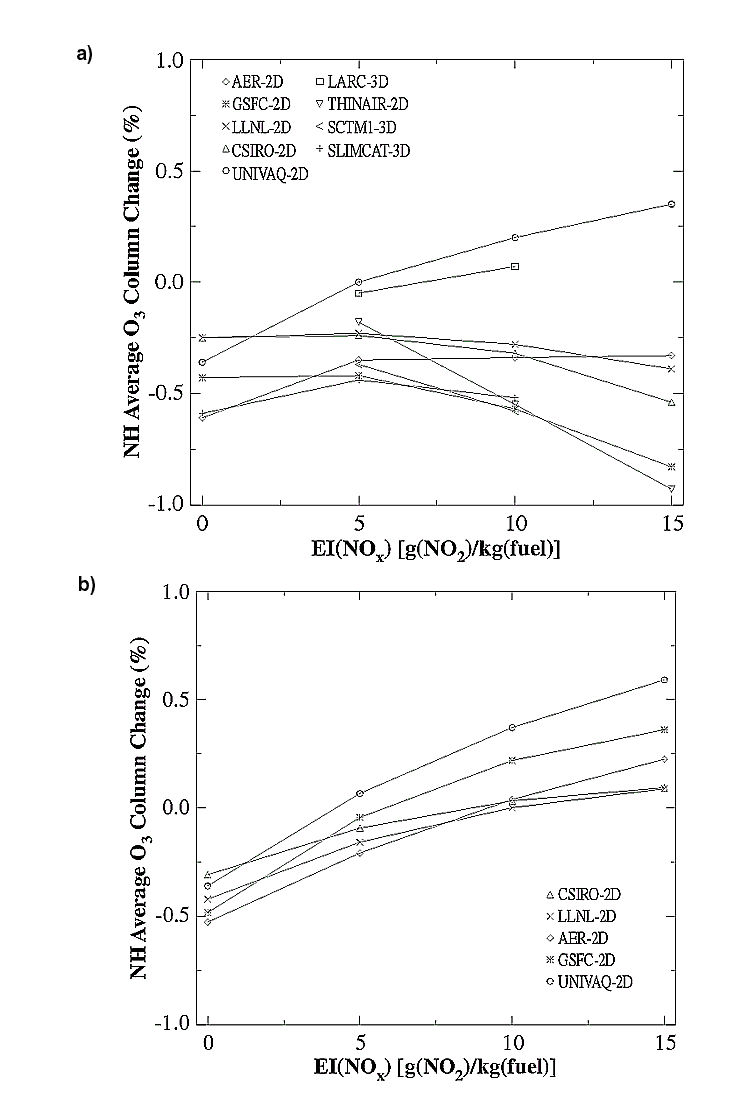 a)
1.0
0.5
0.0
-0.5
-1.0
NH Average O3 Column Change (%)
AER-2D
GSFC-2D
LLNL-2D
CSIRO-2D
UNIVAQ-2D
LARC-3D
THINAIR-2D
SCTM1-3D
SLIMCAT-3D
0 5 10 15
EI(NOx) [g(NO2)/kg(fuel)]
b)
1.0
0.5
0.0
-0.5
-1.0
NH Average O3 Column Change (%)
CSIRO-2D
LLNL-2D
AER-2D
GSFC-2D
UNIVAQ-2D
0 5 10 15
EI(NOx) [g(NO2)/kg(fuel)]